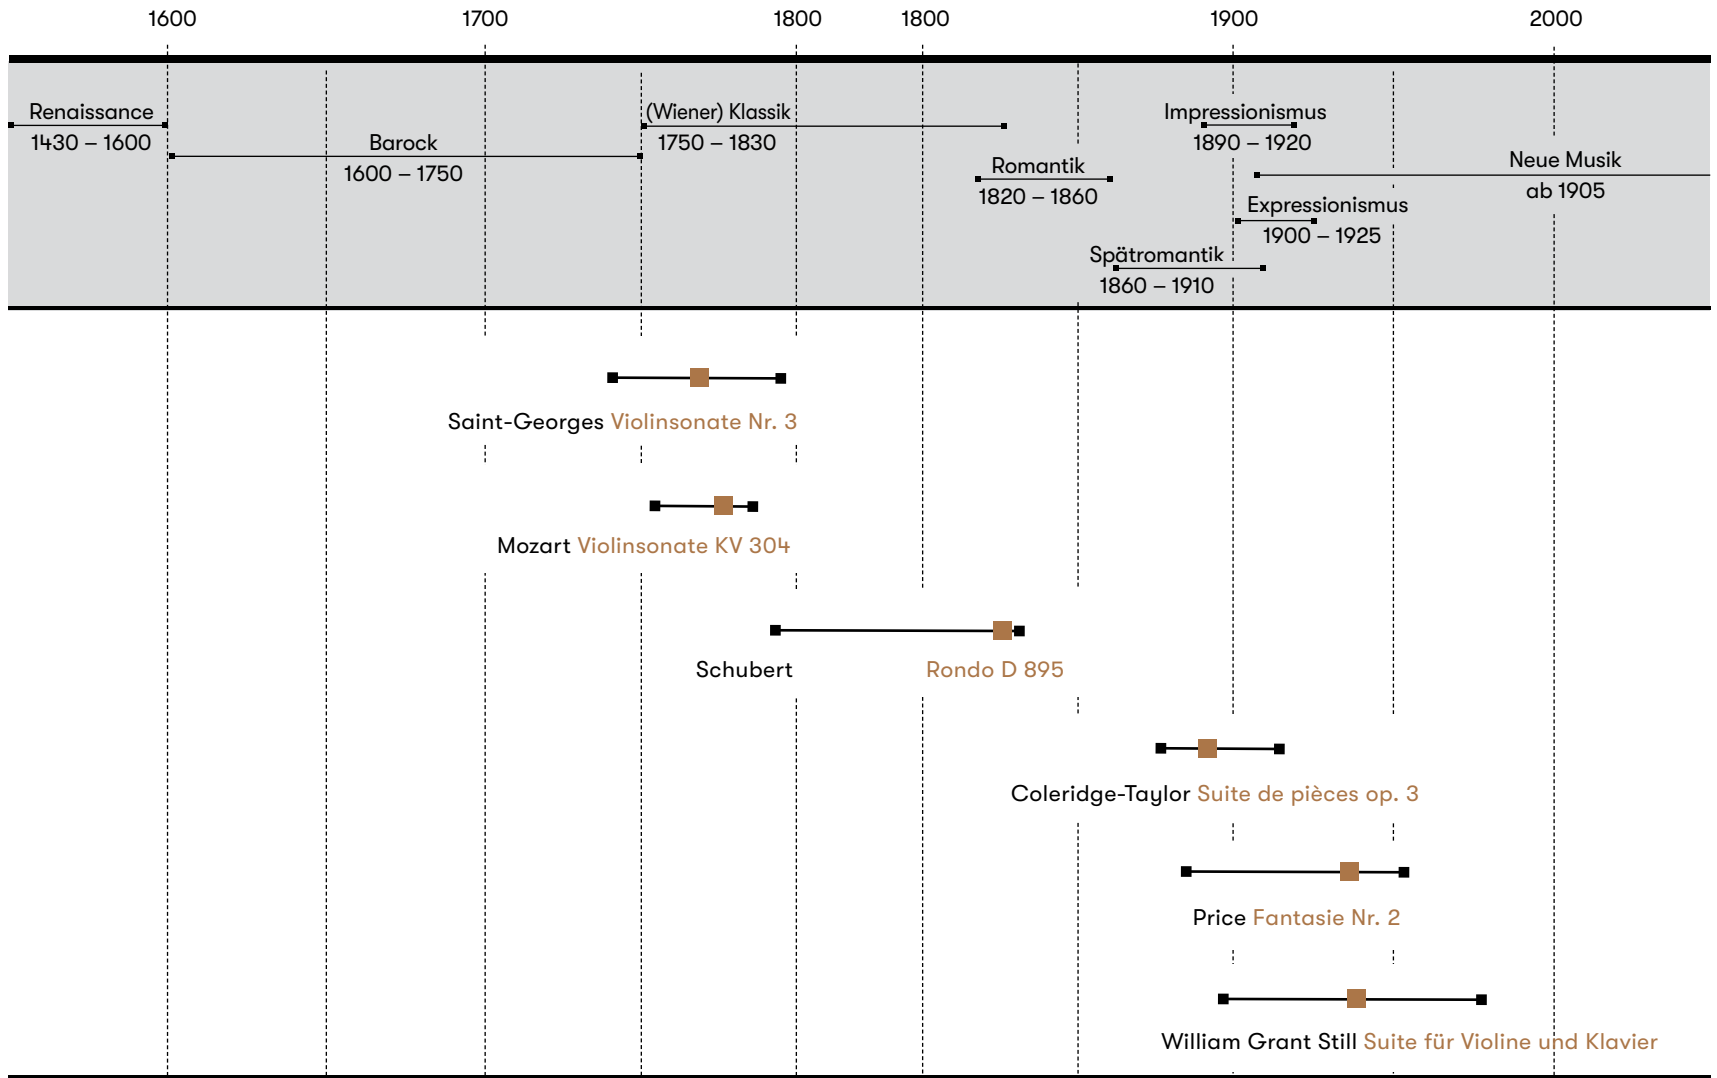 1600 1700 1800 1800 1900 2000
Renaissance
1430 – 1600
Barock
1600 – 1750
(Wiener) Klassik
1750 – 1830
Romantik
1820 – 1860
Impressionismus
1890 – 1920
Neue Musik
ab 1905
Expressionismus
1900 – 1925
Spätromantik
1860 – 1910
Saint-Georges Violinsonate Nr. 3
Mozart Violinsonate KV 304
Schubert Rondo D 895
Coleridge-Taylor Suite de pièces op. 3
Price Fantasie Nr. 2
William Grant Still Suite für Violine und Klavier